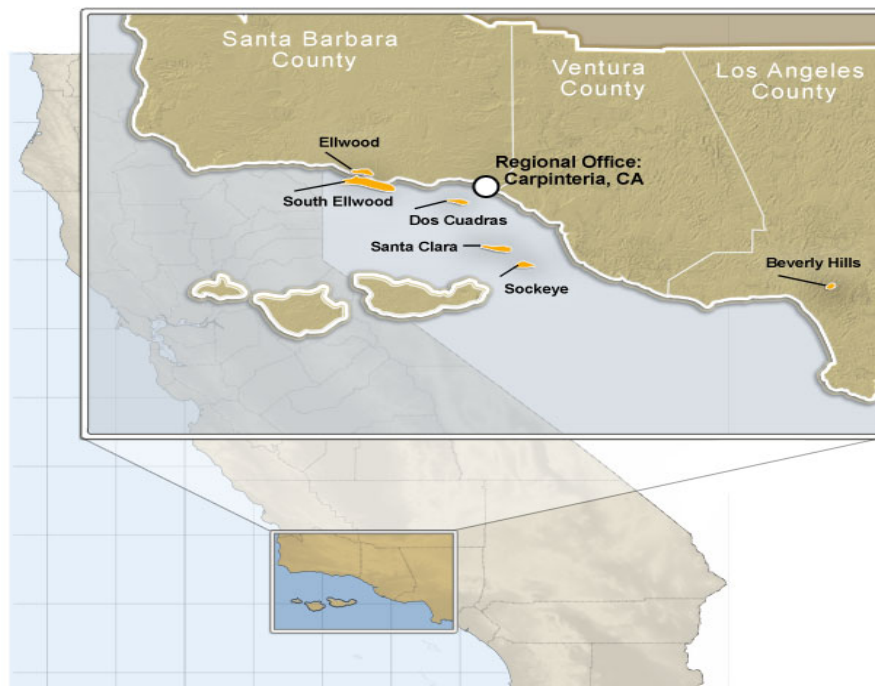 Santa Barbara
County
Ventura
County
Los Angeles
County
Ellwood
Regional Office:
Carpinteria, CA
South Ellwood
Dos Cuadras
Santa Clara
Beverly Hills
Sockeye